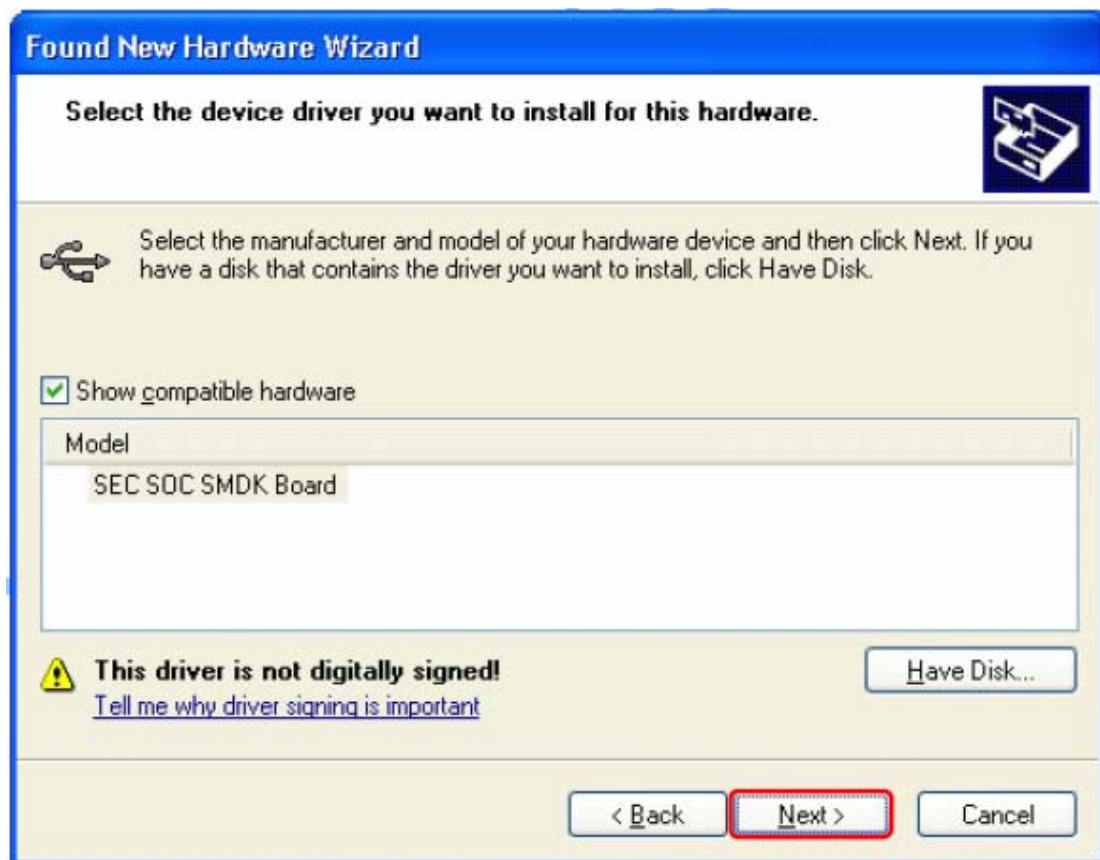 Found New Hardware Wizard
Select the device driver you want to install for this hardware.
Select the manufacturer and model of your hardware device and then click Next. If you
have a disk that contains the driver you want to install, click Have Disk.
Show compatible hardware
Model
SEC SOC SMDK Board
This driver is not digitally signed!
Have Disk...
Tell me why driver signing is important
< Back
Next >
Cancel